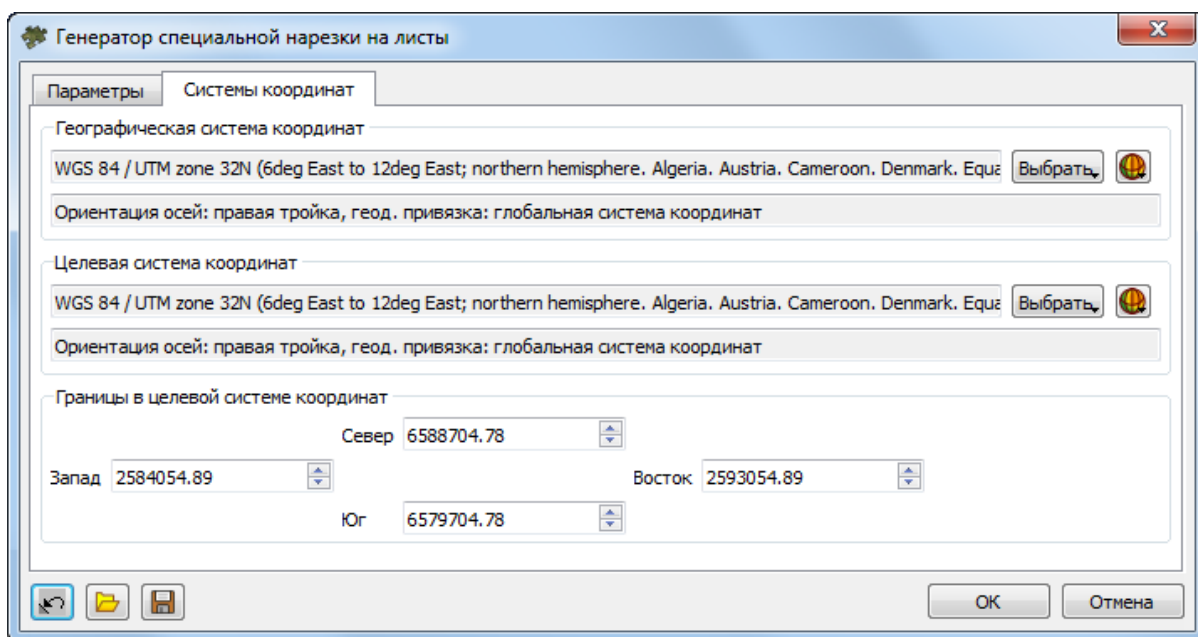 Генератор специальной нарезки на листы
Параметры Системы координат
Географическая система координат
WGS 84 / UTM zone 32N (6deg East to 12deg East; northern hemisphere. Algeria. Austria. Cameroon. Denmark. Equa Выбрать
Ориентация осей: правая тройка, геод. привязка: глобальная система координат
Целевая система координат
WGS 84 / UTM zone 32N (6deg East to 12deg East; northern hemisphere. Algeria. Austria. Cameroon. Denmark. Equa Выбрать
Ориентация осей: правая тройка, геод. привязка: глобальная система координат
Границы в целевой системе координат
Север 6588704.78
Запад 2584054.89 Восток 2593054.89
Юг 6579704.78
OK Отмена